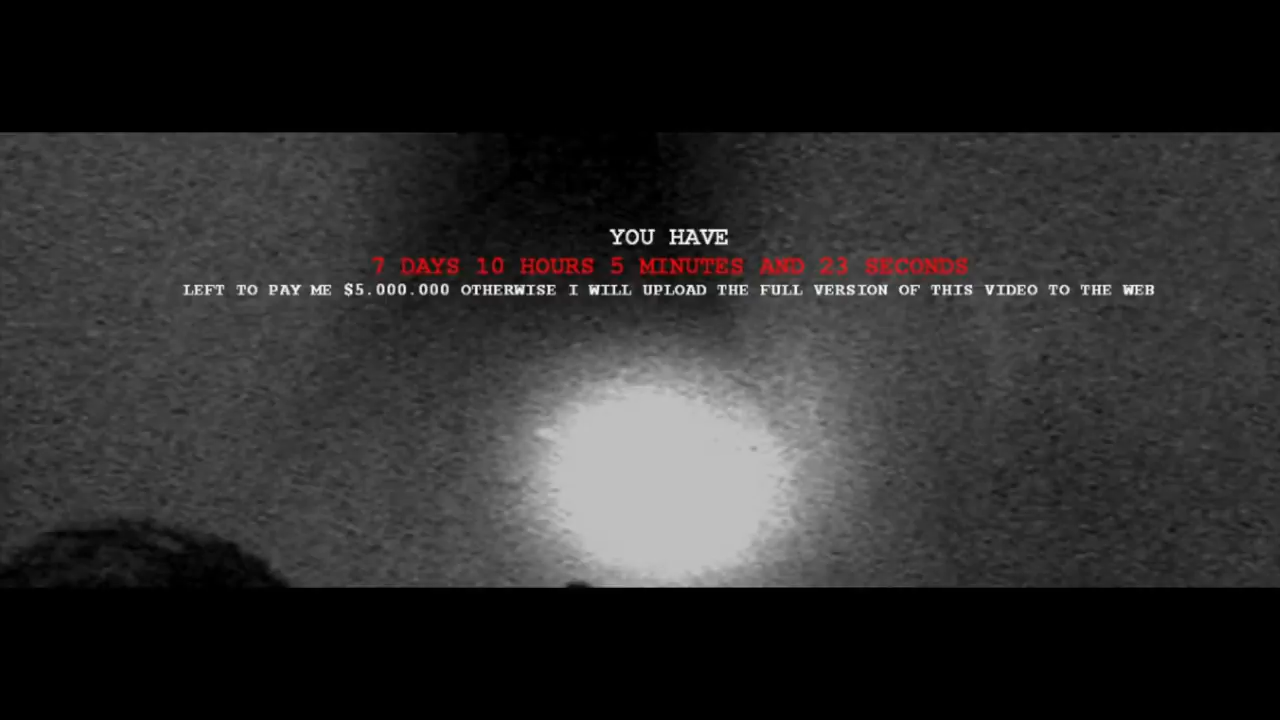 YOU HAVE
7 DAYS 10 HOURS 5 MINUTES AND 23 SECONDS
LEFT TO PAY ME $5.000.000 OTHERWISE I WILL UPLOAD THE FULL VERSION OF THIS VIDEO TO THE WEB